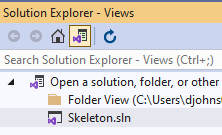 Solution Explorer - Views
Search Solution Explorer - Views (Ctrl+;)
Open a solution, folder, or other
Folder View (C:\Users\djohns
Skeleton.sln